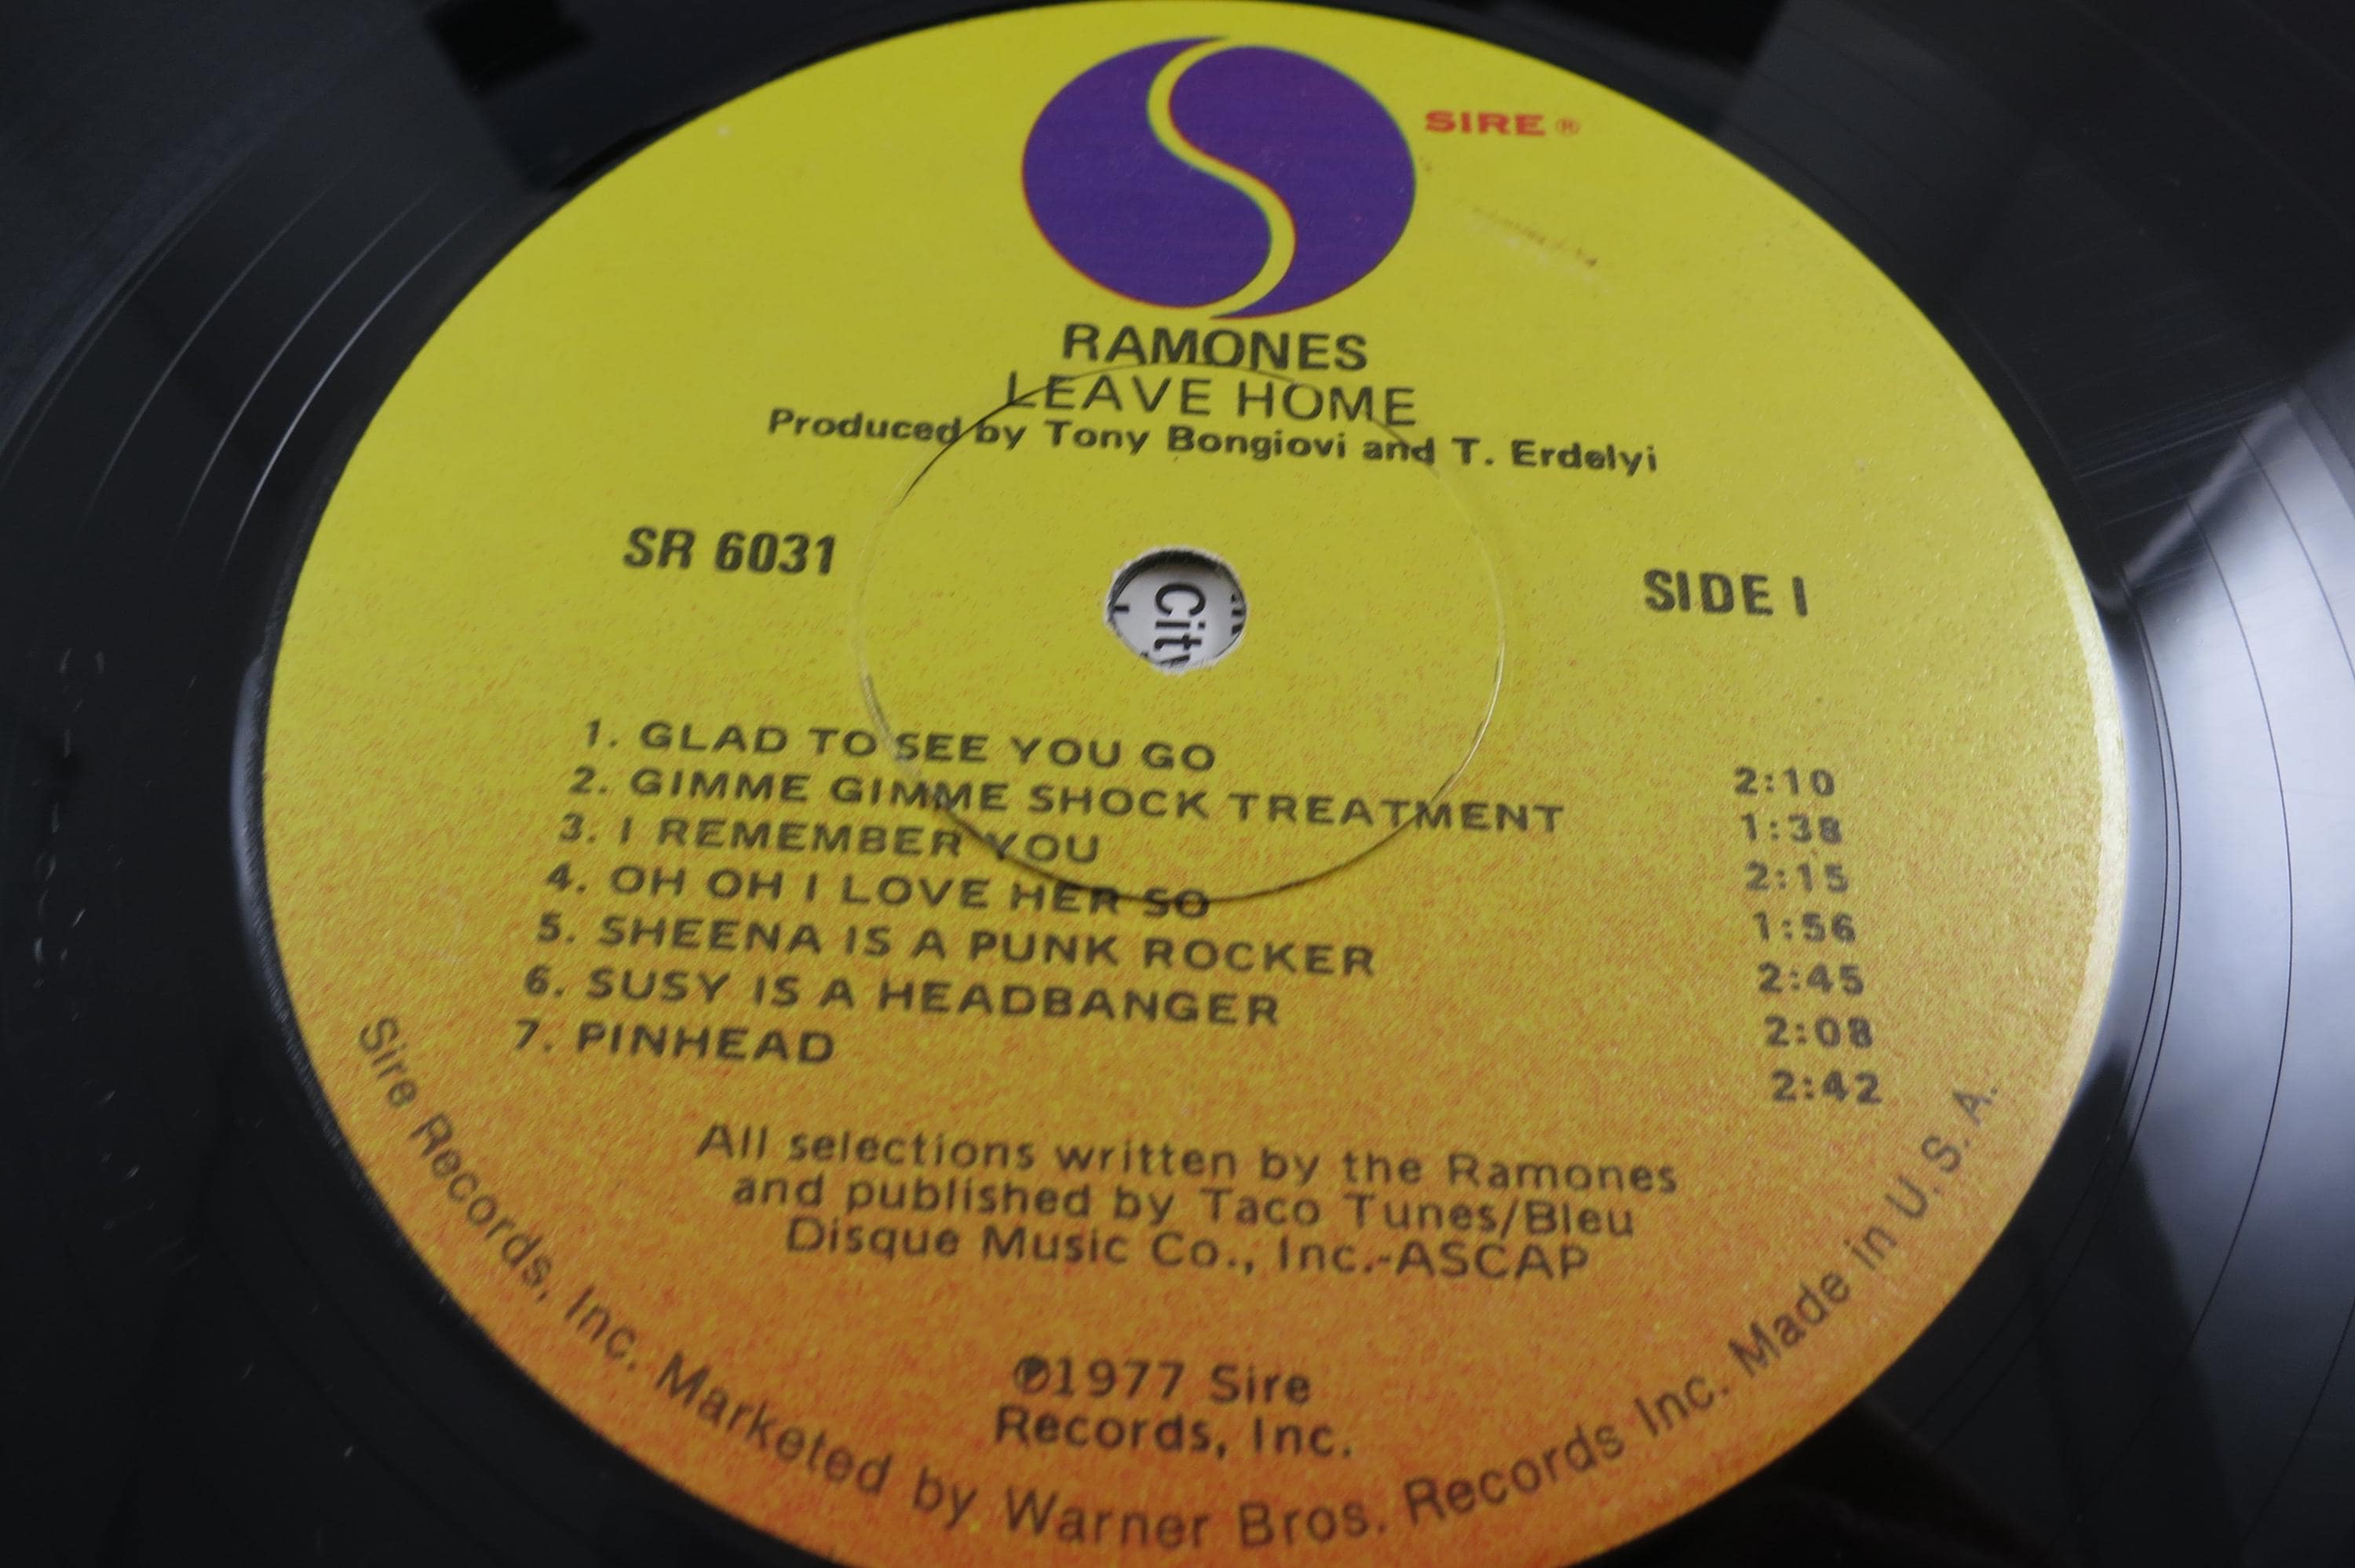 SIRE ®
RAMONES
LEAVE HOME
Produced by Tony Bongiovi and T. Erdelyi
SR 6031
SIDE I
City
1. GLAD TO SEE YOU GO 2:10
2. GIMME GIMME SHOCK TREATMENT 1:38
3. I REMEMBER YOU 2:15
4. OH OH I LOVE HER SO 1:56
5. SHEENA IS A PUNK ROCKER 2:45
6. SUSY IS A HEADBANGER 2:08
7. PINHEAD 2:42
All selections written by the Ramones
and published by Taco Tunes/Bleu
Disque Music Co., Inc.-ASCAP
℗1977 Sire
Records, Inc.
Sire Records, Inc. Marketed by Warner Bros. Records Inc. Made in U.S.A.